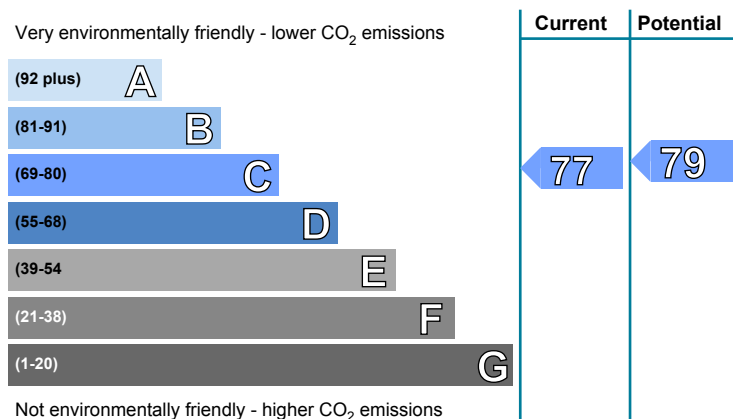 Very environmentally friendly - lower CO2 emissions
Current
Potential
(92 plus) A
(81-91) B
(69-80) C
77
79
(55-68) D
(39-54 E
(21-38) F
(1-20) G
Not environmentally friendly - higher CO2 emissions